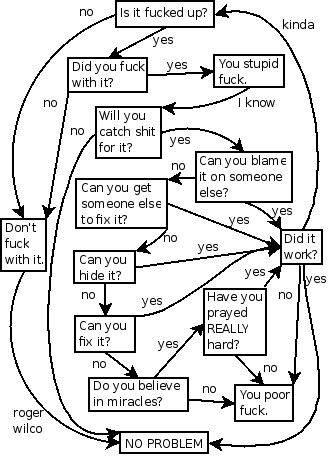 no
Is it fucked up?
kinda
yes
Did you fuck
with it?
yes
You stupid
fuck.
I know
no
no
Will you
catch shit
for it?
yes
Can you blame
it on someone
else?
no
yes
Can you get
someone else
to fix it?
yes
no
Don't
fuck
with it.
Did it
work?
Can you
hide it?
yes
no
yes
yes
yes
no
Have you
prayed
REALLY
hard?
Can you
fix it?
yes
no
no
Do you believe
in miracles?
no
You poor
fuck.
roger
wilco
NO PROBLEM